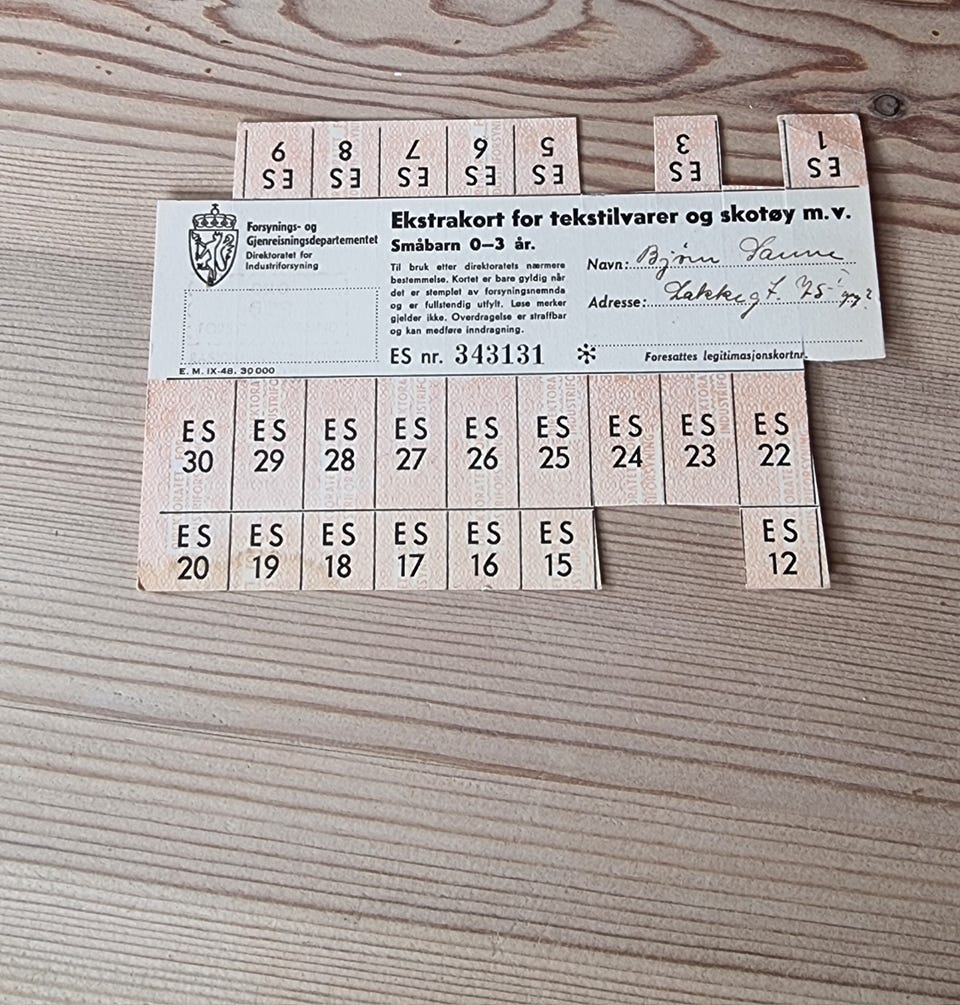 9 8 7 6 5 3 1
ES ES ES ES ES ES ES
Forsynings- og
Gjenreisningsdepartementet
Direktoratet for
Industriforsyning
E. M. IX-48. 30 000
Ekstrakort for tekstilvarer og skotøy m. v.
Småbarn 0—3 år.
Til bruk etter direktoratets nærmere
bestemmelse. Kortet er bare gyldig når
det er stemplet av forsyningsnemnda
og er fullstendig utfylt. Løse merker
gjelder ikke. Overdragelse er straffbar
og kan medføre inndragning.
ES nr. 343131 *
Navn: Bjørn
Adresse: 75
Foresattes legitimasjonskortnr.
ES ES ES ES ES ES ES ES ES
30 29 28 27 26 25 24 23 22
ES ES ES ES ES ES ES
20 19 18 17 16 15 12